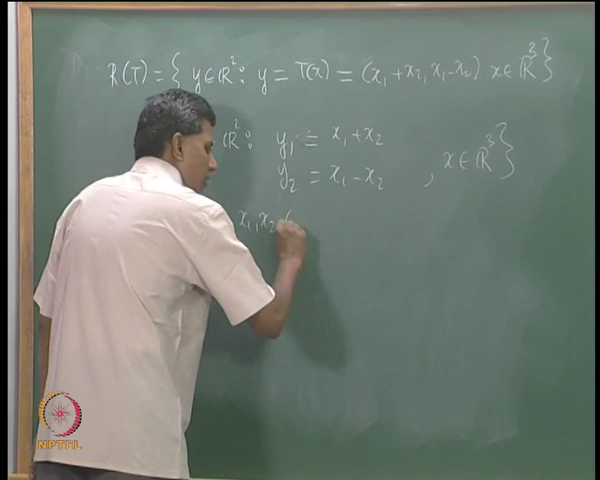 R(T) = { y ∈ ℝ²: y = T(x) = (x₁ + x₂, x₁ - x₂) x ∈ ℝ³ }
ℝ²: y₁ = x₁ + x₂
y₂ = x₁ - x₂ , x ∈ ℝ³ }
x₁, x₂
NPTEL